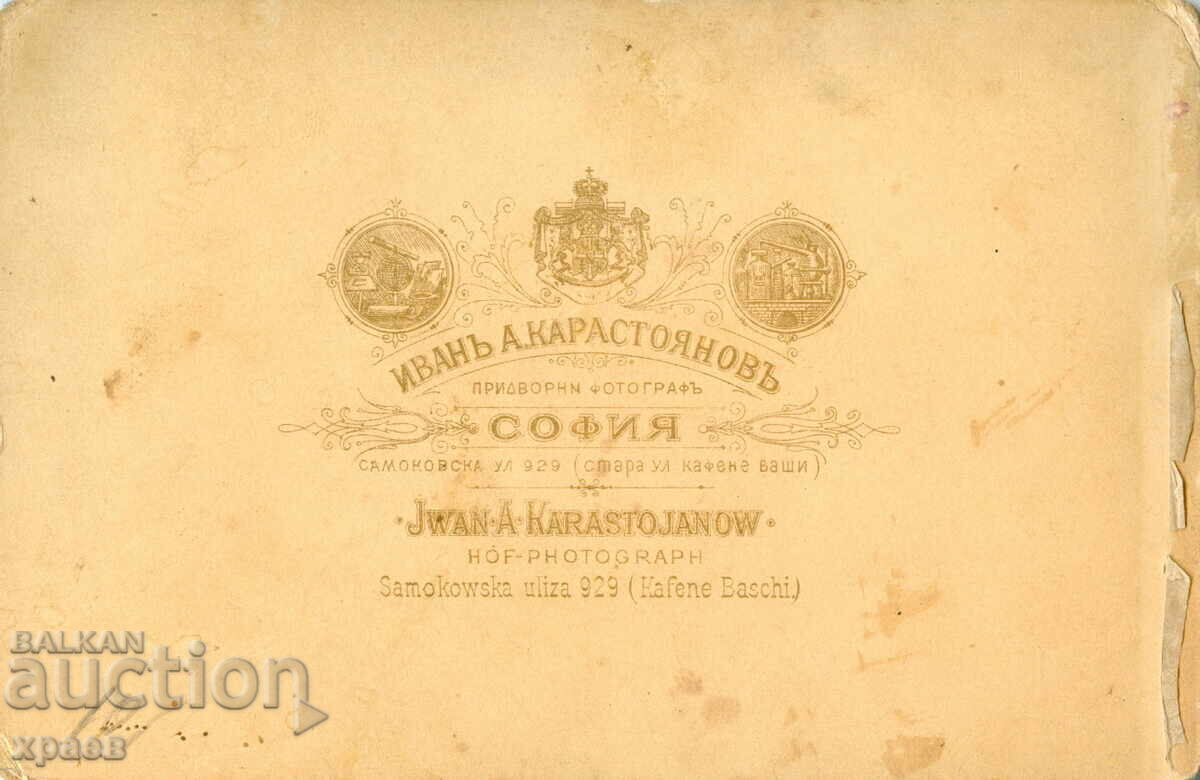 ИВАНЪ А. КАРАСТОЯНОВЪ
ПРИДВОРНИ ФОТОГРАФЪ
СОФИЯ
САМОКОВСКА УЛ 929 (стара ул кафене ваши)
JWAN·A·KARASTOJANOW·
HOF-PHOTOGRAPH
Samokowska uliza 929 (Kafene Baschi.)
BALKAN
auction
храев